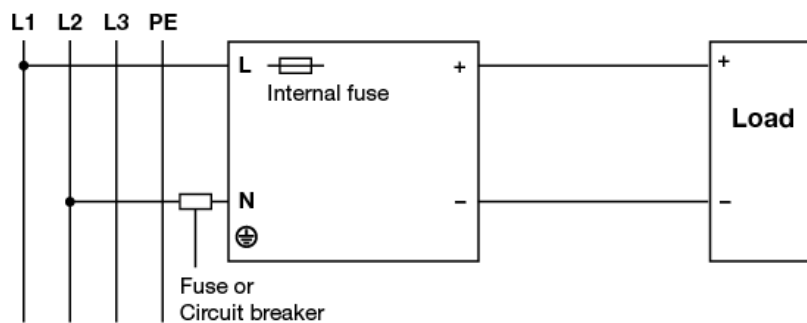 L1 L2 L3 PE
L + +
Internal fuse
Load
N − −
Fuse or
Circuit breaker